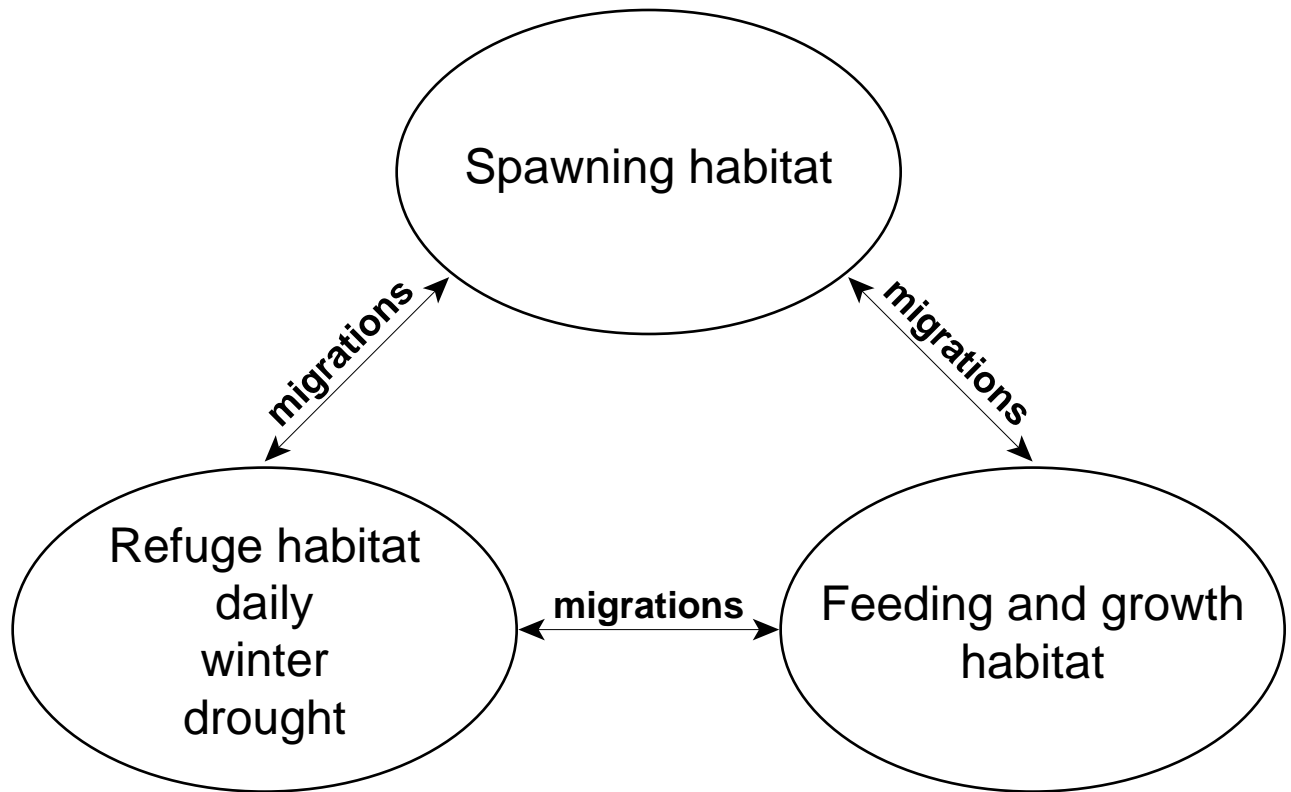 Spawning habitat
migrations
migrations
Refuge habitat
daily
winter
drought
migrations
Feeding and growth
habitat